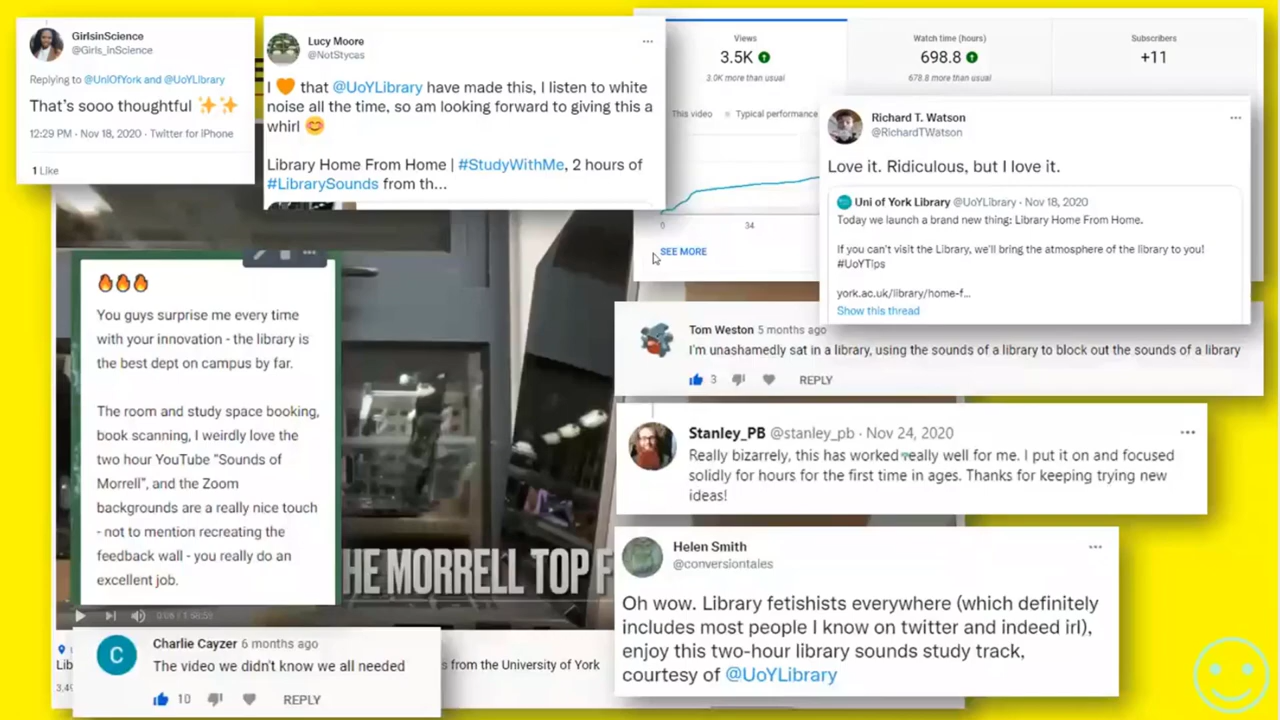 GirlsinScience
@Girls_inScience
Replying to @UniOfYork and @UoYLibrary
That's sooo thoughtful ✨✨
12:29 PM · Nov 18, 2020 · Twitter for iPhone
1 Like
Lucy Moore
@NotStycas
I 🧡 that @UoYLibrary have made this, I listen to white
noise all the time, so am looking forward to giving this a
whirl 😊
Library Home From Home | #StudyWithMe, 2 hours of
#LibrarySounds from th...
Views
3.5K
3.0K more than usual
Watch time (hours)
698.8
678.8 more than usual
Subscribers
+11
This video
Typical performance
0
34
SEE MORE
Richard T. Watson
@RichardTWatson
Love it. Ridiculous, but I love it.
Uni of York Library @UoYLibrary · Nov 18, 2020
Today we launch a brand new thing: Library Home From Home.
If you can't visit the Library, we'll bring the atmosphere of the library to you!
#UoYTips
york.ac.uk/library/home-f...
Show this thread
🔥🔥🔥
You guys surprise me every time
with your innovation - the library is
the best dept on campus by far.
The room and study space booking,
book scanning, I weirdly love the
two hour YouTube "Sounds of
Morrell", and the Zoom
backgrounds are a really nice touch
- not to mention recreating the
feedback wall - you really do an
excellent job.
Tom Weston 5 months ago
I'm unashamedly sat in a library, using the sounds of a library to block out the sounds of a library
3 REPLY
Stanley_PB @stanley_pb · Nov 24, 2020
Really bizarrely, this has worked really well for me. I put it on and focused
solidly for hours for the first time in ages. Thanks for keeping trying new
ideas!
HE MORRELL TOP F
Helen Smith
@conversiontales
Oh wow. Library fetishists everywhere (which definitely
includes most people I know on twitter and indeed irl),
enjoy this two-hour library sounds study track,
courtesy of @UoYLibrary
Lib
s from the University of York
3,49
C
Charlie Cayzer 6 months ago
The video we didn't know we all needed
10 REPLY